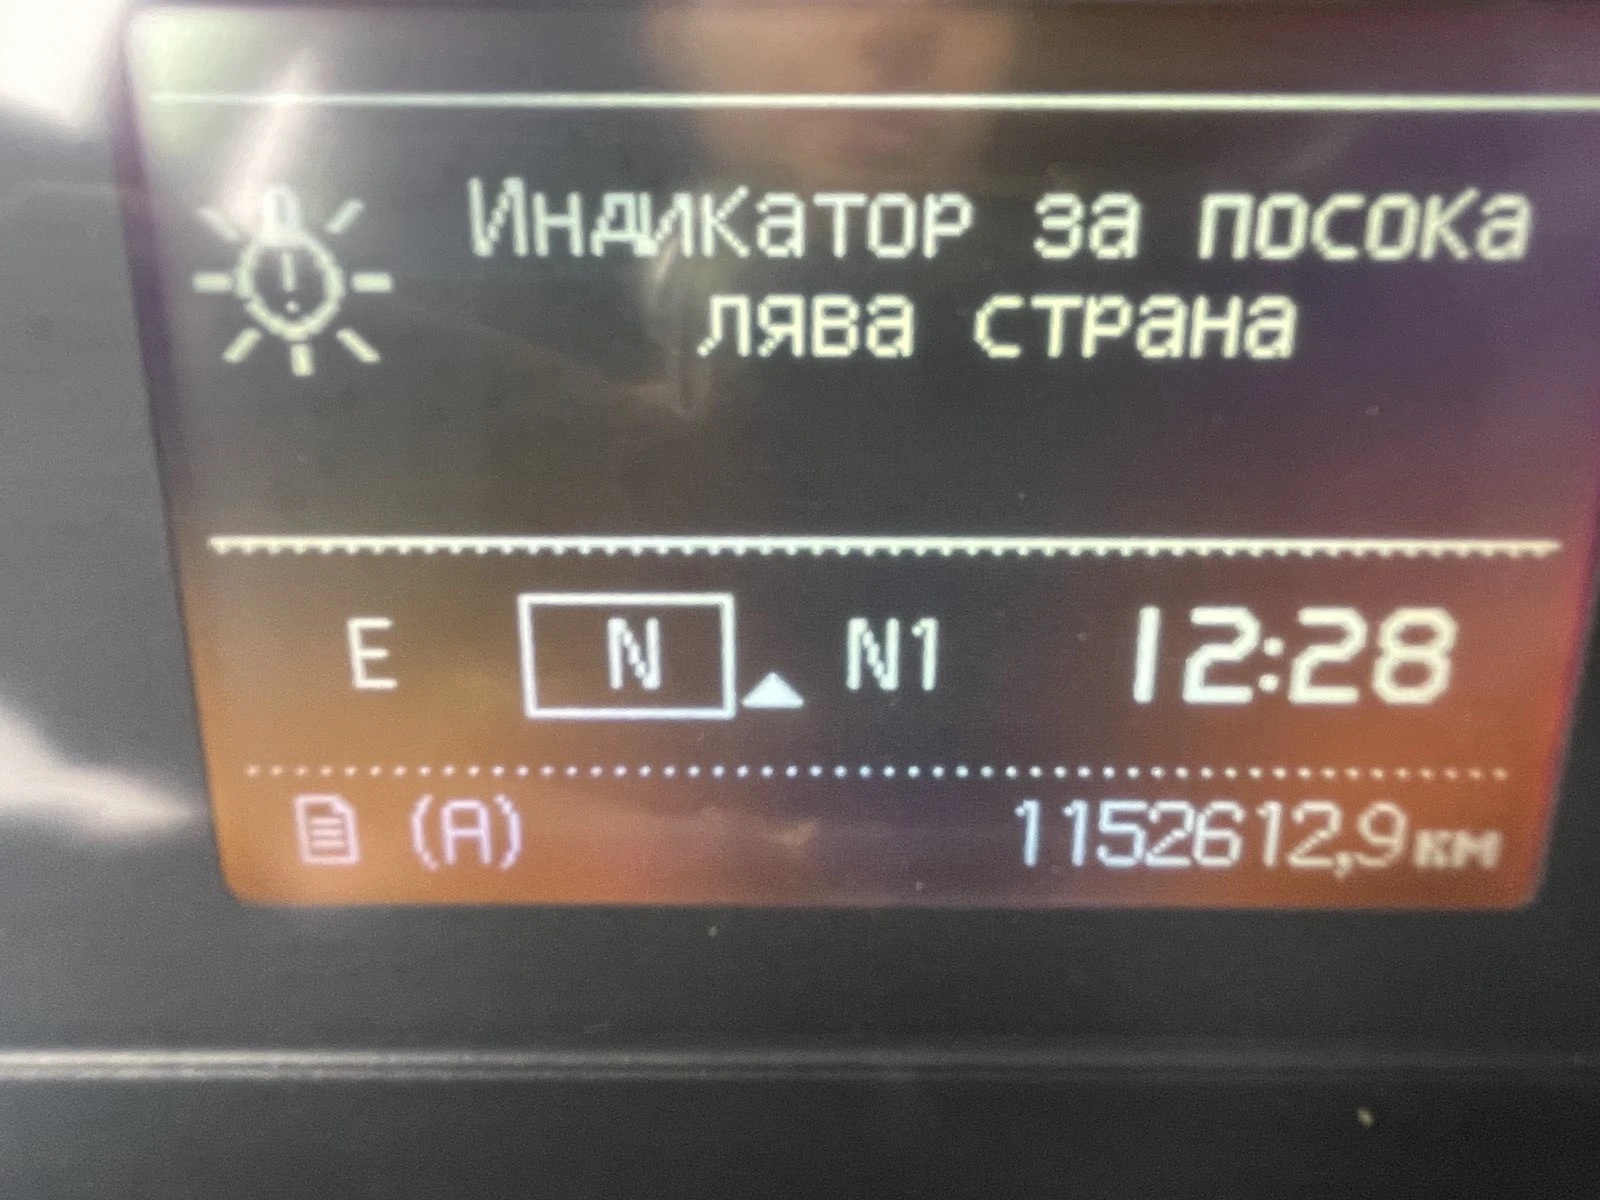 Индикатор за посока
лява страна
E N N1 12:28
(A) 1152612,9км